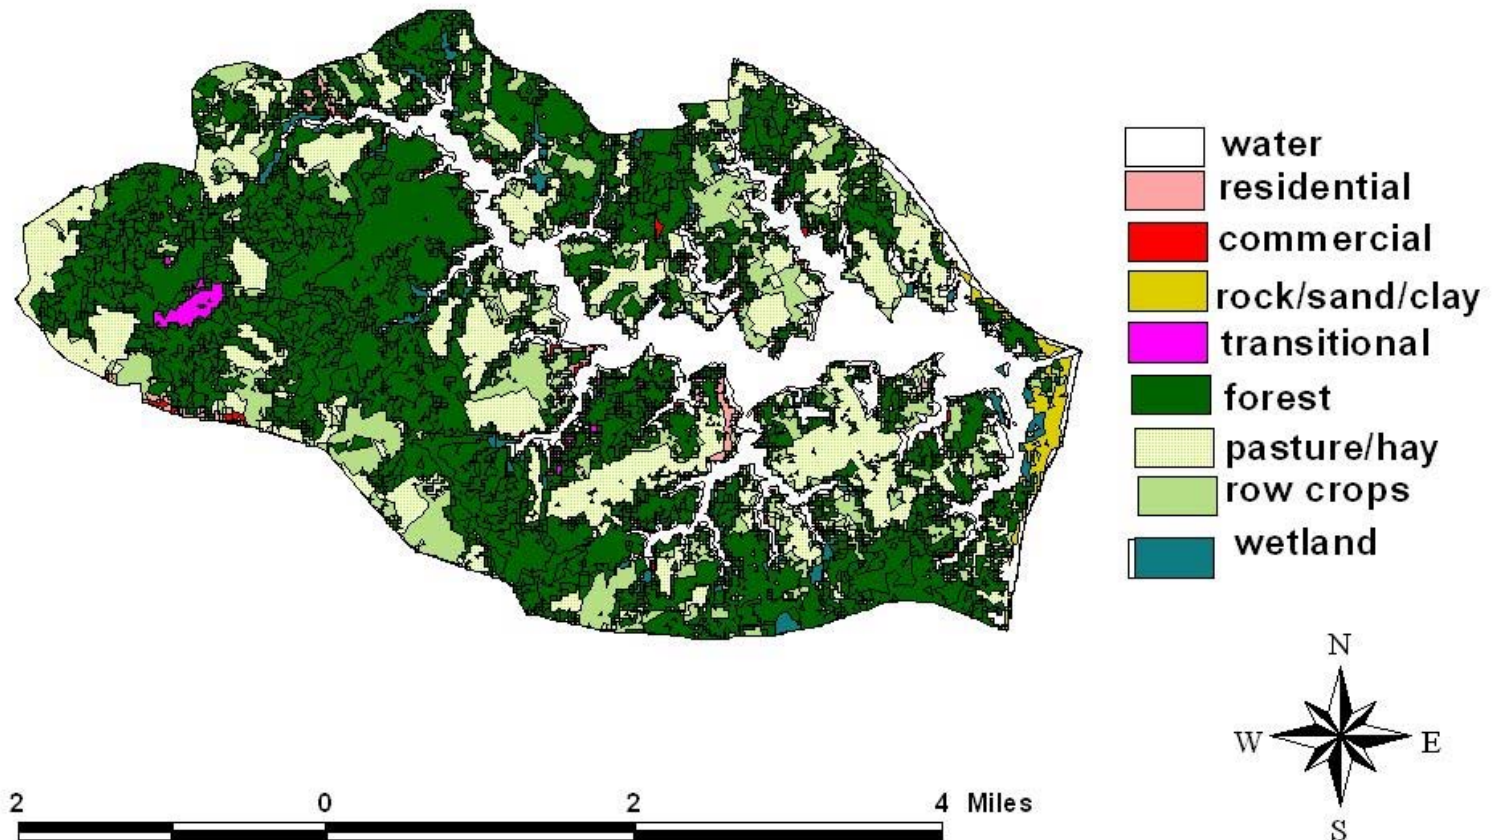 water
residential
commercial
rock/sand/clay
transitional
forest
pasture/hay
row crops
wetland
N
W E
S
2 0 2 4 Miles